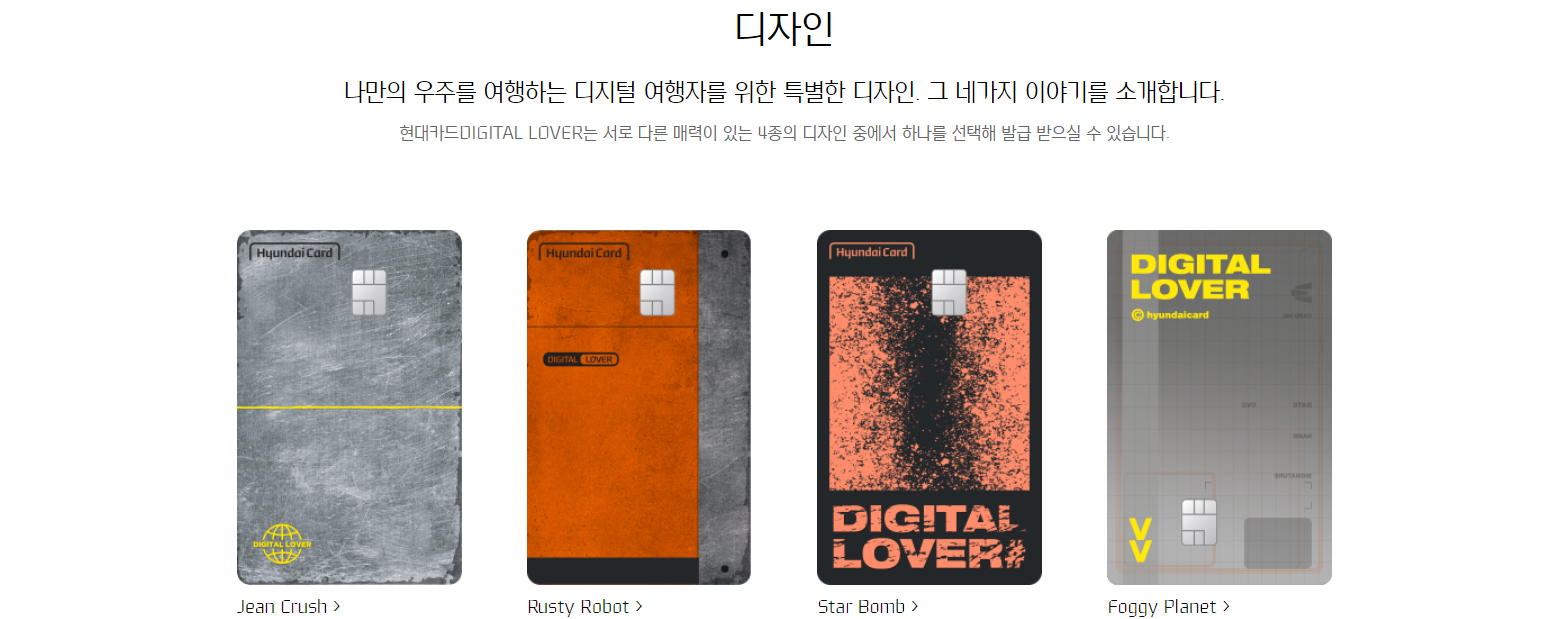 디자인
나만의 우주를 여행하는 디지털 여행자를 위한 특별한 디자인. 그 네가지 이야기를 소개합니다.
현대카드DIGITAL LOVER는 서로 다른 매력이 있는 4종의 디자인 중에서 하나를 선택해 발급 받으실 수 있습니다.
Hyundai Card
DIGITAL LOVER
Jean Crush >
Hyundai Card
DIGITAL LOVER
Rusty Robot >
Hyundai Card
DIGITAL
LOVER#
Star Bomb >
DIGITAL
LOVER
© hyundaicard
V
V
Foggy Planet >